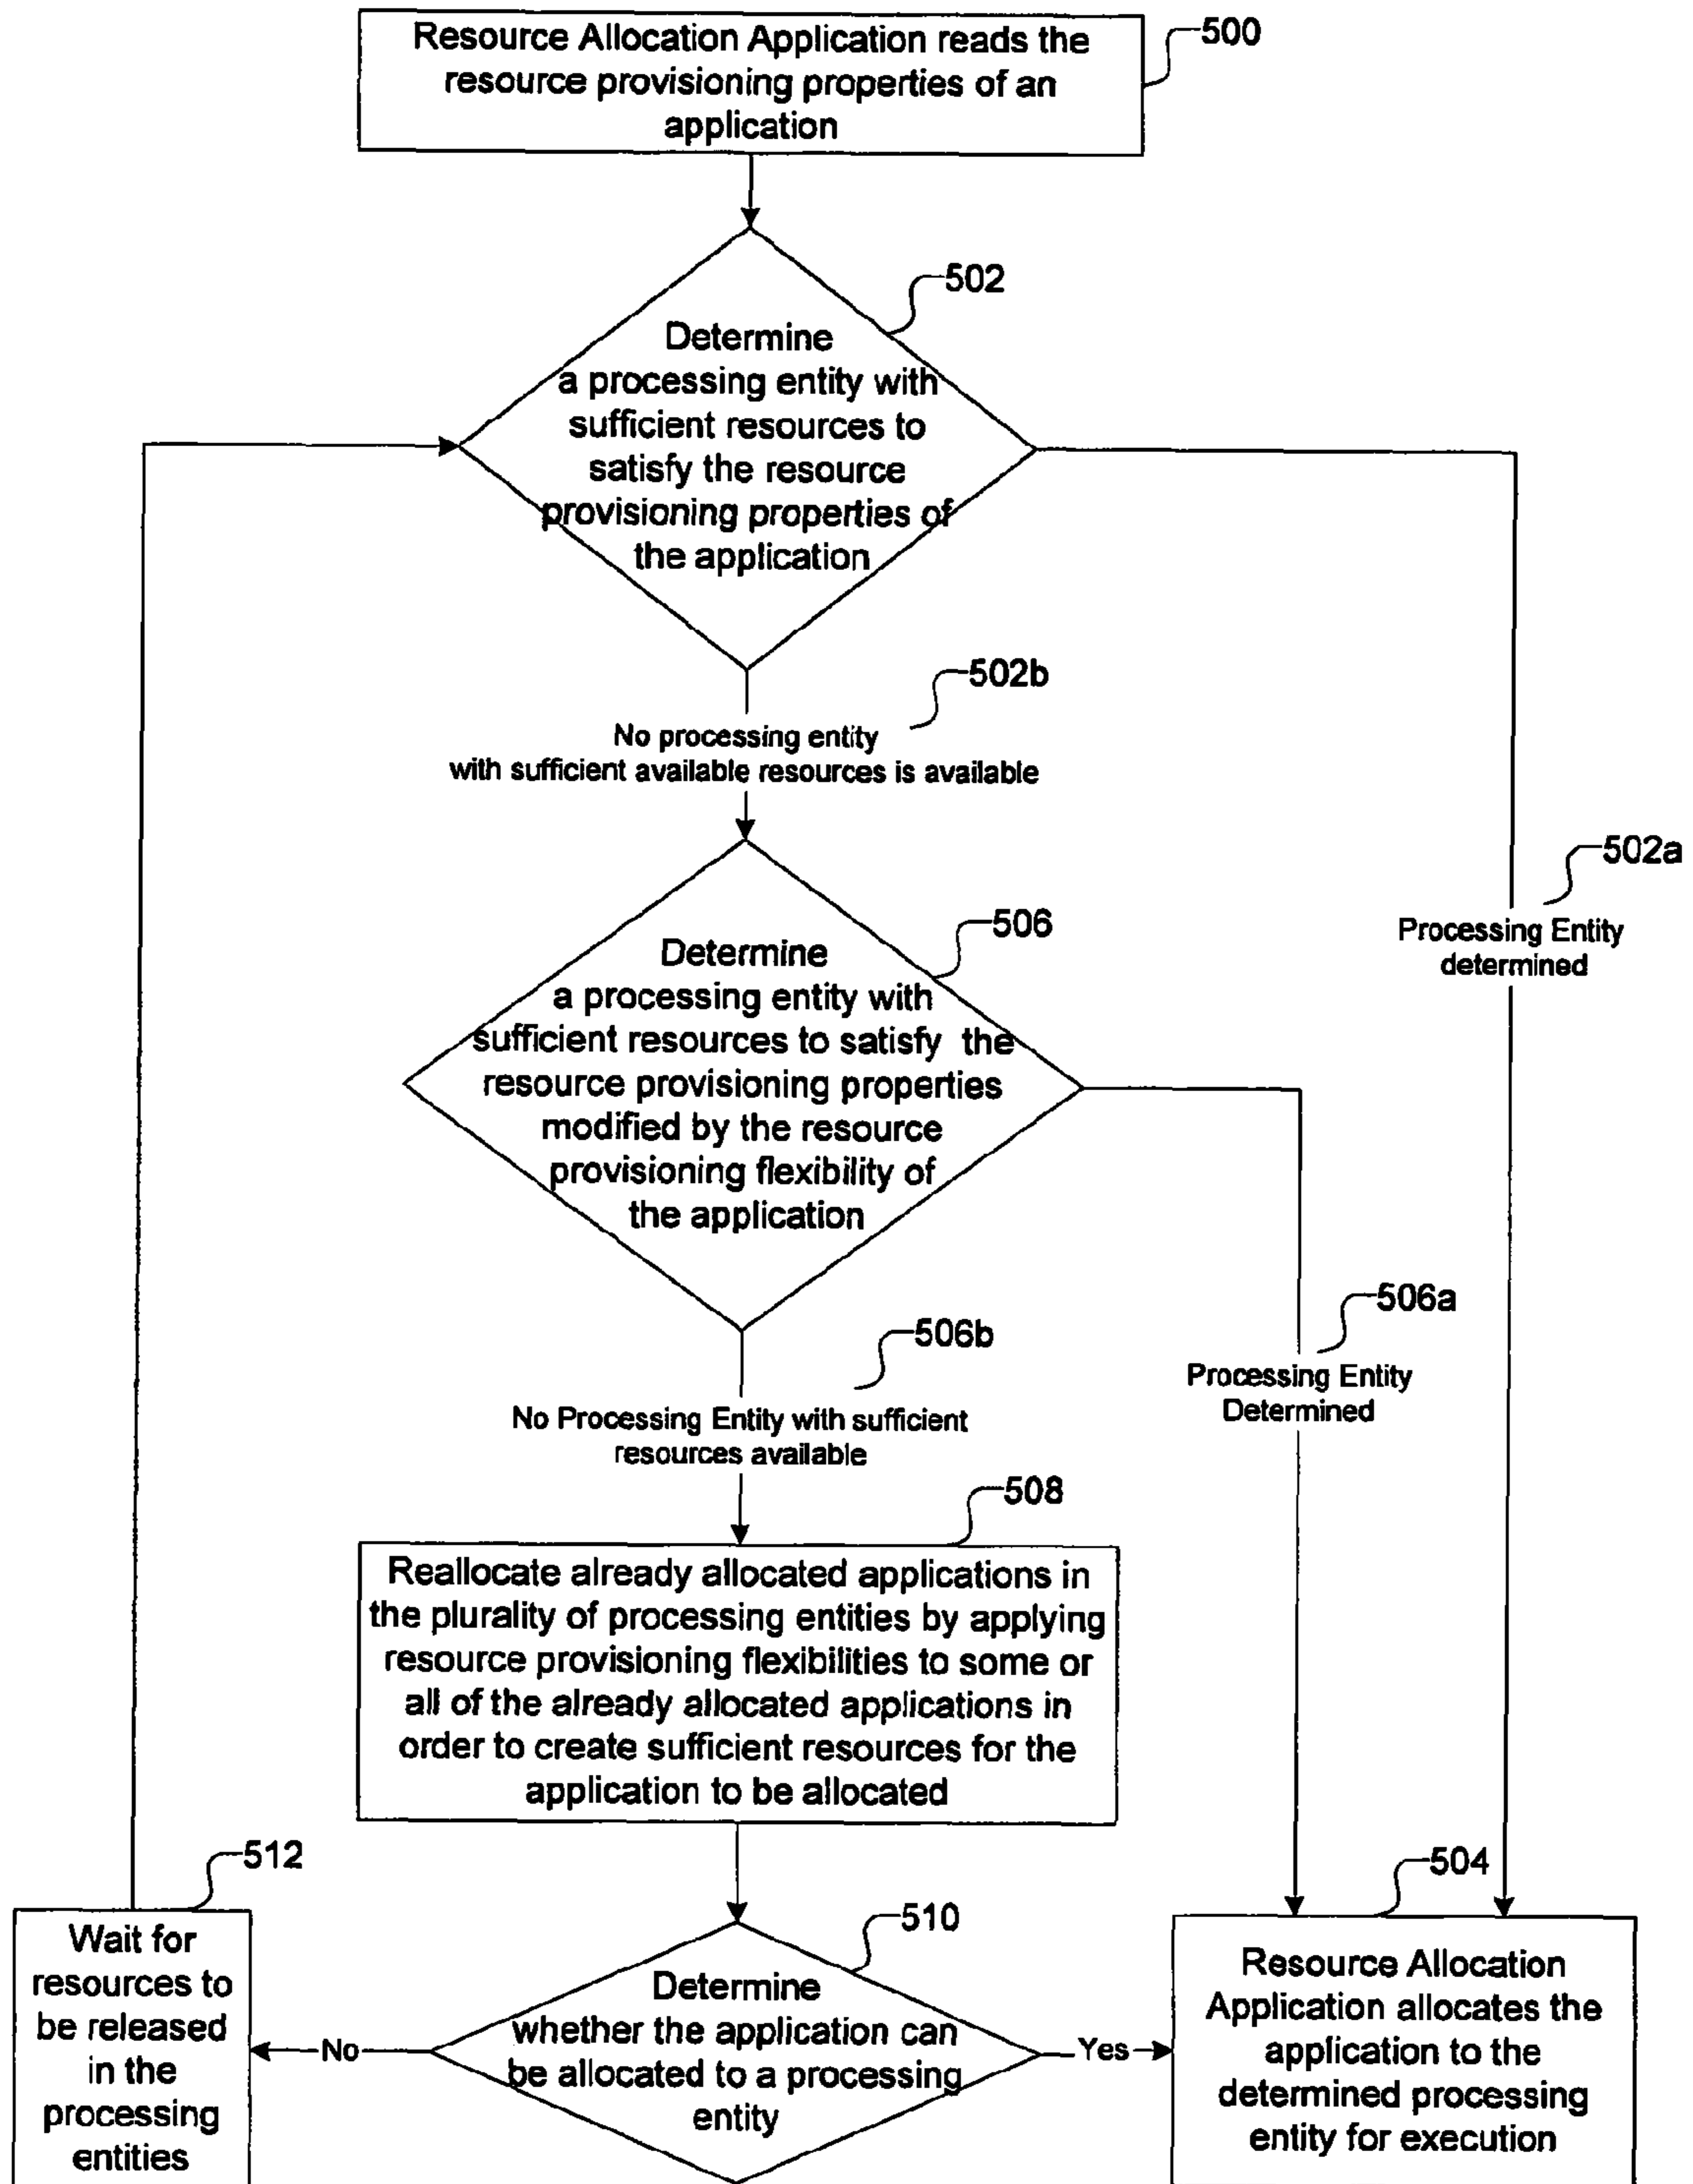 Resource Allocation Application reads the
resource provisioning properties of an
application
500
502
Determine
a processing entity with
sufficient resources to
satisfy the resource
provisioning properties of
the application
502b
No processing entity
with sufficient available resources is available
502a
Processing Entity
determined
506
Determine
a processing entity with
sufficient resources to satisfy the
resource provisioning properties
modified by the resource
provisioning flexibility of
the application
506a
Processing Entity
Determined
506b
No Processing Entity with sufficient
resources available
508
Reallocate already allocated applications in
the plurality of processing entities by applying
resource provisioning flexibilities to some or
all of the already allocated applications in
order to create sufficient resources for the
application to be allocated
512
Wait for
resources to
be released
in the
processing
entities
No
510
Determine
whether the application can
be allocated to a processing
entity
Yes
504
Resource Allocation
Application allocates the
application to the
determined processing
entity for execution